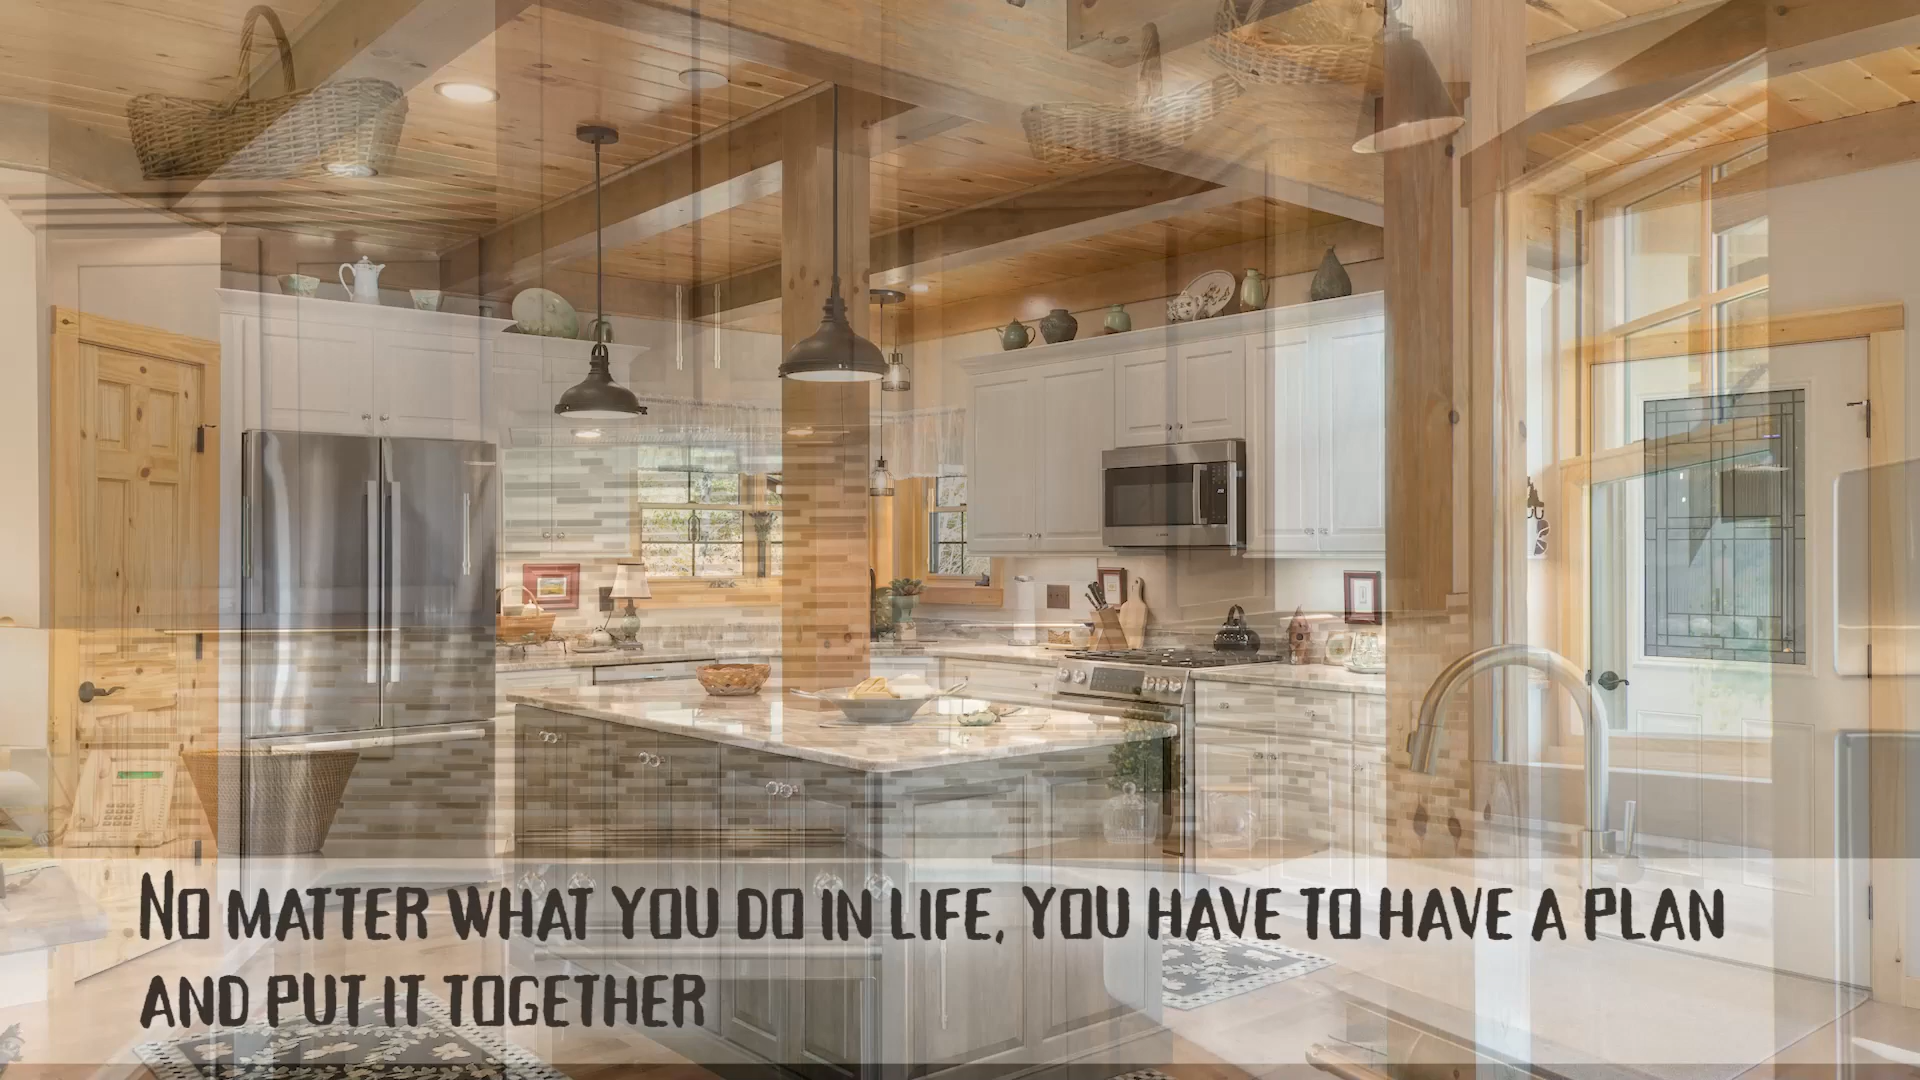 No matter what you do in life, you have to have a plan
and put it together